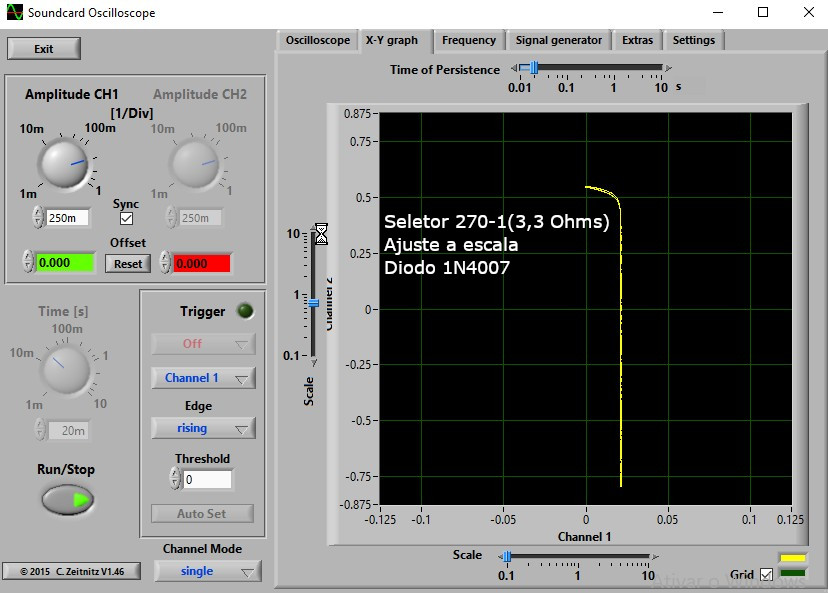 Soundcard Oscilloscope
Exit
Oscilloscope
X-Y graph
Frequency
Signal generator
Extras
Settings
Amplitude CH1
Amplitude CH2
[1/Div]
10m
100m
1m
1
10m
100m
1m
1
Sync
250m
250m
Offset
0.000
Reset
0.000
Time [s]
100m
10m
1
1m
10
20m
Run/Stop
Trigger
Off
Channel 1
Edge
rising
Threshold
0
Auto Set
Channel Mode
single
© 2015 C. Zeitnitz V1.46
Time of Persistence
0.01 0.1 1 10 s
10
1
0.1
Scale
Channel 2
0.875
0.75
0.5
0.25
0
-0.25
-0.5
-0.75
-0.875
Seletor 270-1(3,3 Ohms)
Ajuste a escala
Diodo 1N4007
-0.125 -0.1 -0.05 0 0.05 0.1 0.125
Channel 1
Scale
0.1 1 10
Grid
Ativar o Windows